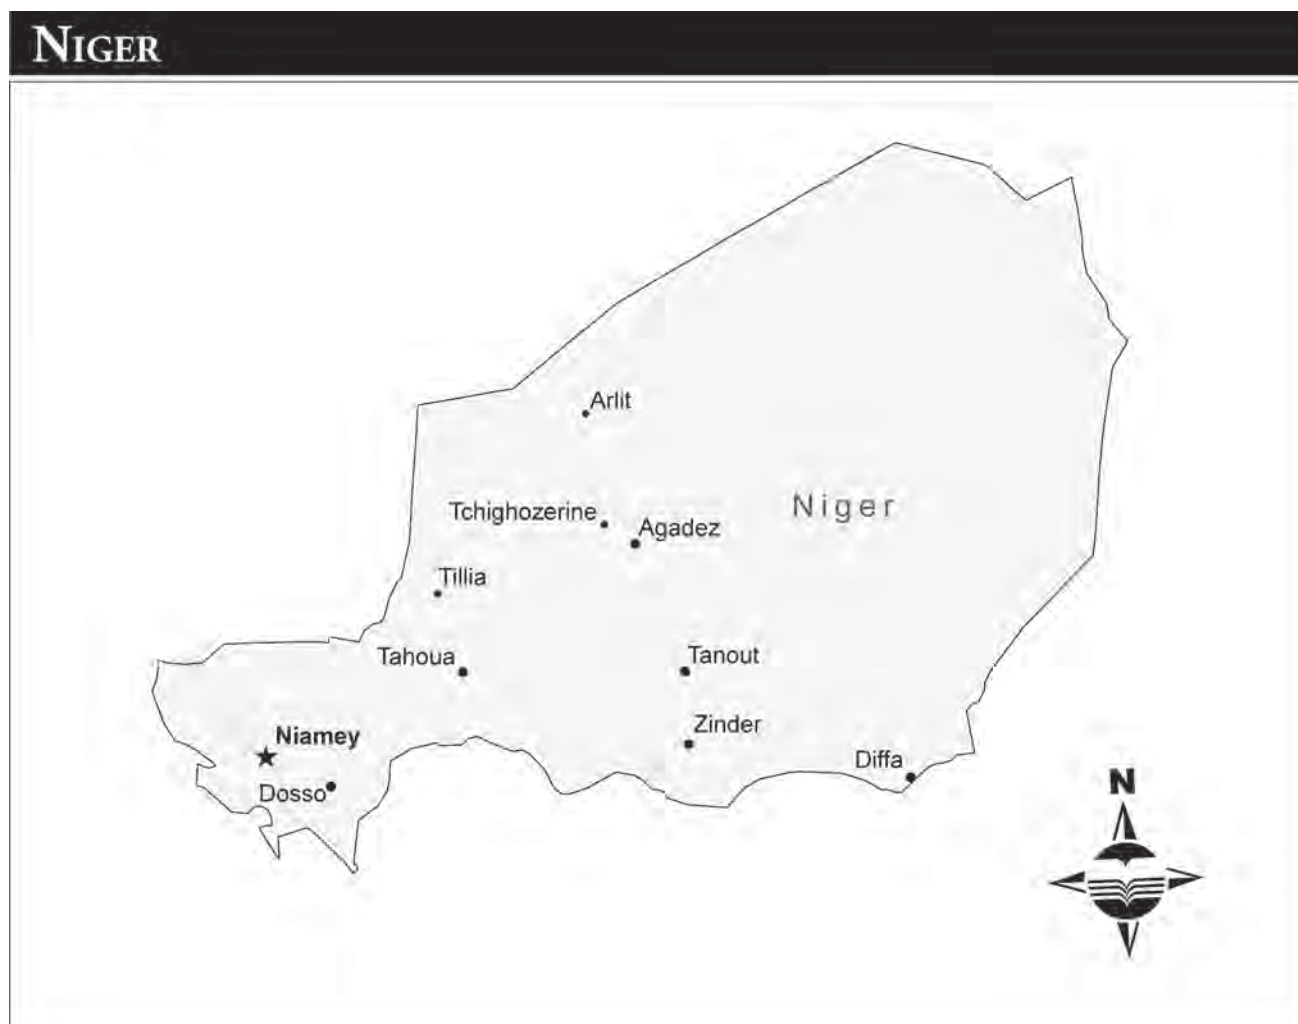 NIGER
Arlit
Niger
Tchighozerine
Agadez
Tillia
Tahoua
Tanout
Zinder
Niamey
Diffa
Dosso
N